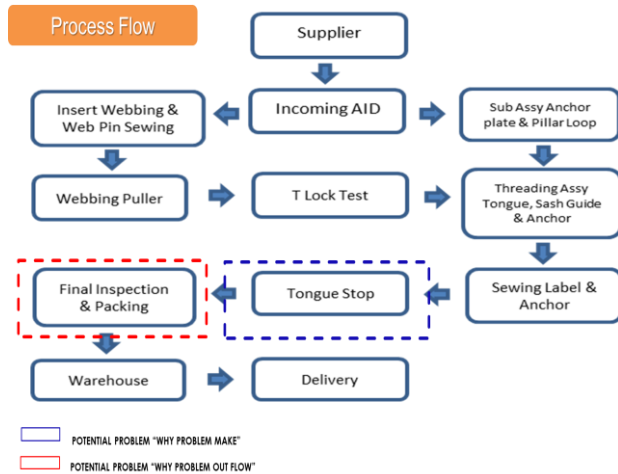 Process Flow
Supplier
Insert Webbing &
Web Pin Sewing
Incoming AID
Sub Assy Anchor
plate & Pillar Loop
Webbing Puller
T Lock Test
Threading Assy
Tongue, Sash Guide
& Anchor
Final Inspection
& Packing
Tongue Stop
Sewing Label &
Anchor
Warehouse
Delivery
POTENTIAL PROBLEM "WHY PROBLEM MAKE"
POTENTIAL PROBLEM "WHY PROBLEM OUT FLOW"